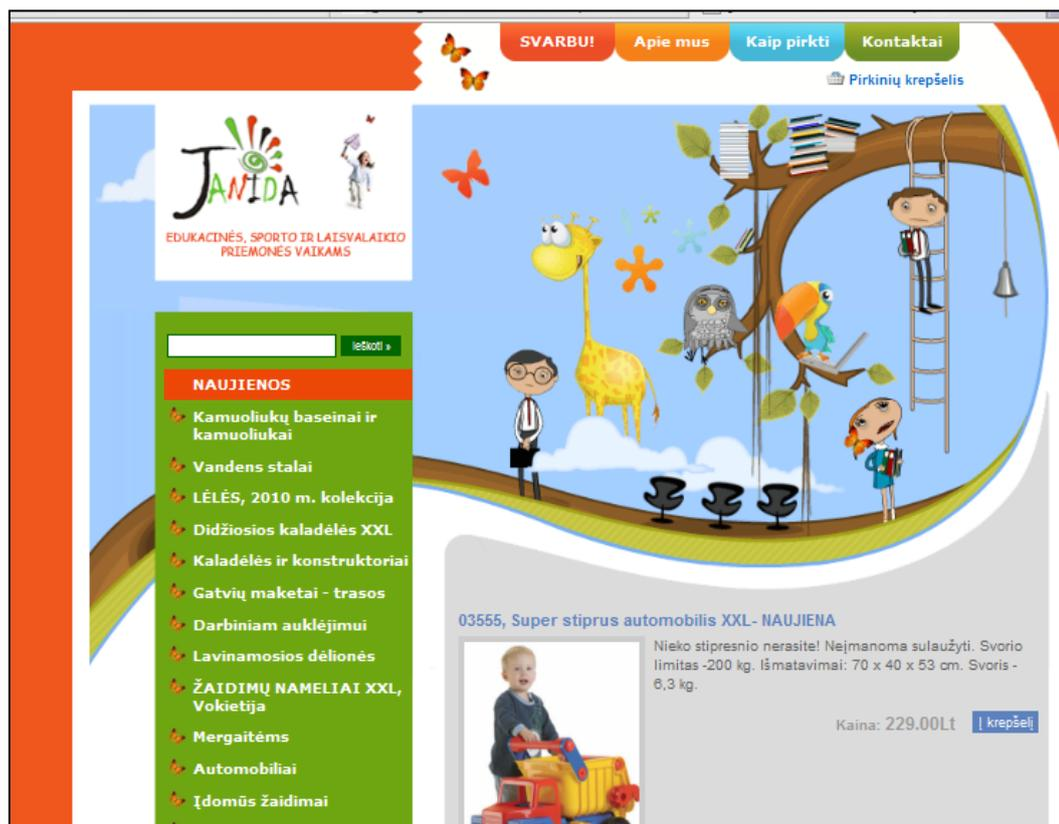 SVARBU!
Apie mus
Kaip pirkti
Kontaktai
Pirkinių krepšelis
JANIDA
EDUKACINĖS, SPORTO IR LAISVALAIKIO
PRIEMONĖS VAIKAMS
Ieškoti »
NAUJIENOS
Kamuoliukų baseinai ir
kamuoliukai
Vandens stalai
LĖLĖS, 2010 m. kolekcija
Didžiosios kaladėlės XXL
Kaladėlės ir konstruktoriai
Gatvių maketai - trasos
Darbiniam auklėjimui
Lavinamosios dėlionės
ŽAIDIMŲ NAMELIAI XXL,
Vokietija
Mergaitėms
Automobiliai
Įdomūs žaidimai
03555, Super stiprus automobilis XXL- NAUJIENA
Nieko stipresnio nerasite! Neįmanoma sulaužyti. Svorio
limitas -200 kg. Išmatavimai: 70 x 40 x 53 cm. Svoris -
6,3 kg.
Kaina: 229.00Lt
Į krepšelį